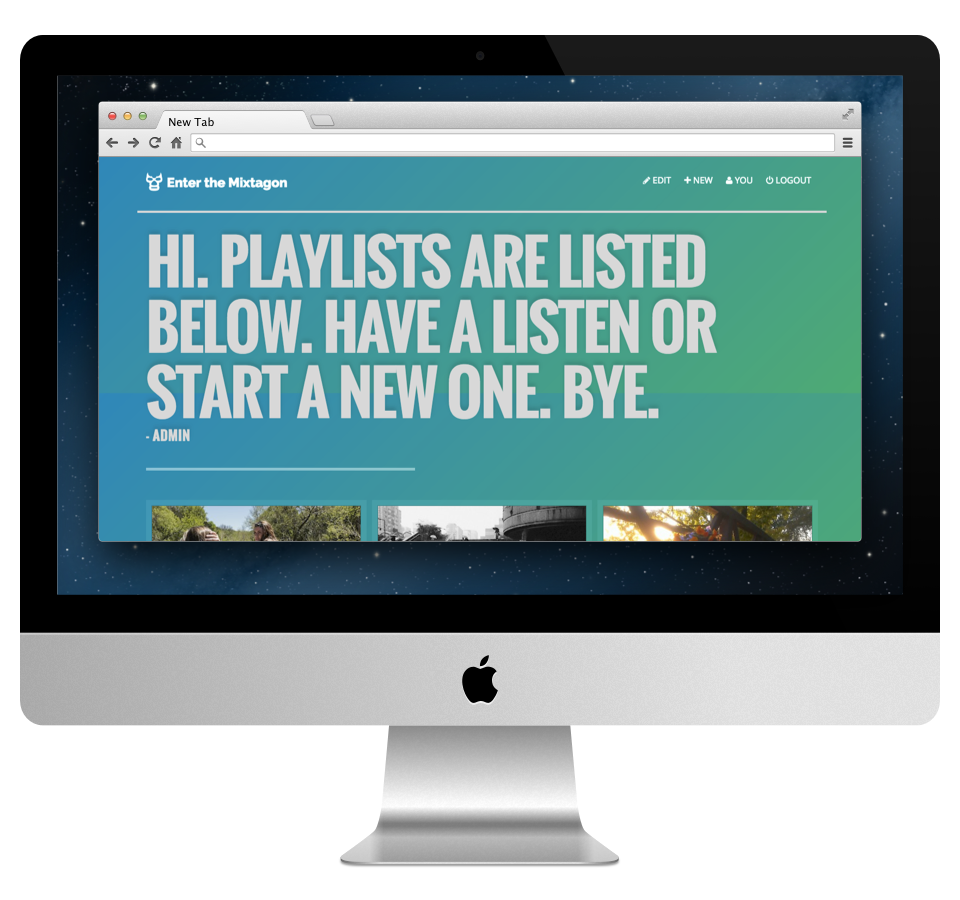 New Tab
Enter the Mixtagon
EDIT NEW YOU LOGOUT
HI. PLAYLISTS ARE LISTED
BELOW. HAVE A LISTEN OR
START A NEW ONE. BYE.
- ADMIN